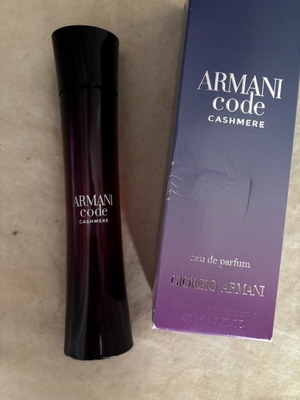 ARMANI
code
CASHMERE
ARMANI
code
CASHMERE
eau de parfum
GIORGIO ARMANI